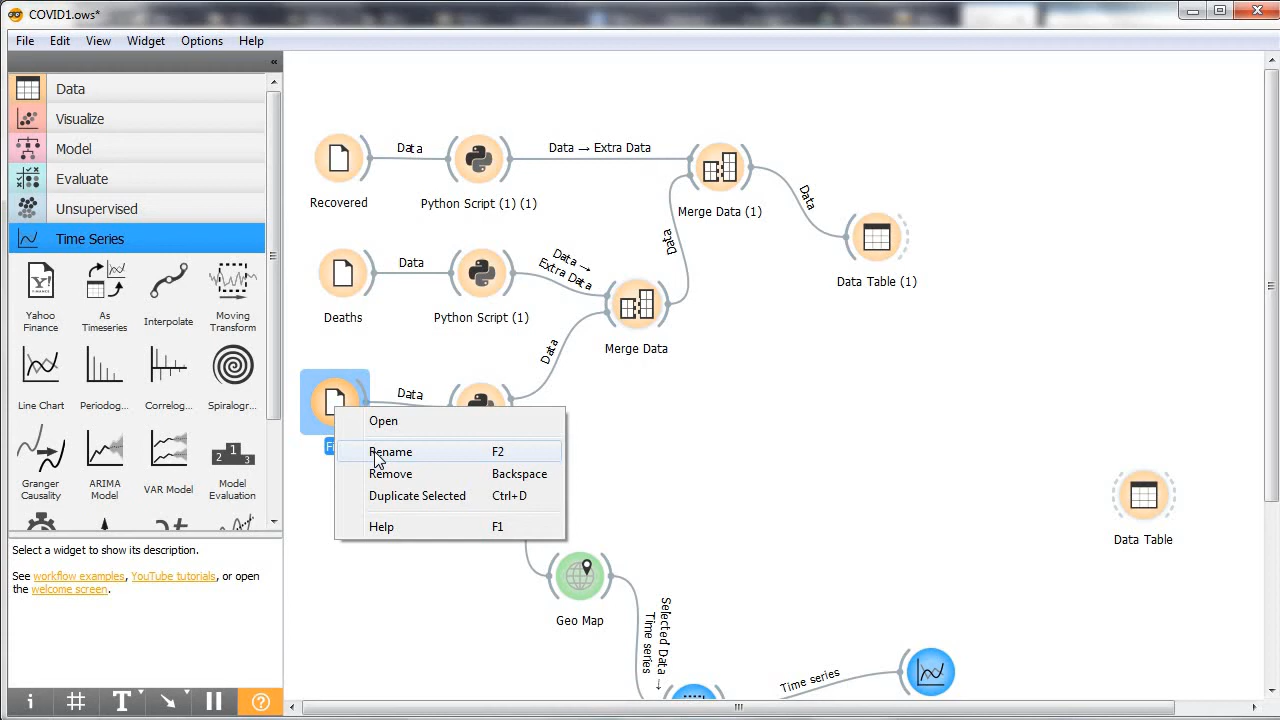 COVID1.ows*
File Edit View Widget Options Help
«
Data
Visualize
Model
Evaluate
Unsupervised
Time Series
Yahoo Finance
As Timeseries
Interpolate
Moving Transform
Line Chart
Periodog...
Correlog...
Spiralogr...
Granger Causality
ARIMA Model
VAR Model
Model Evaluation
Select a widget to show its description.
See workflow examples, YouTube tutorials, or open
the welcome screen.
Recovered
Data
Python Script (1) (1)
Data → Extra Data
Merge Data (1)
Data
Data Table (1)
Deaths
Data
Python Script (1)
Data →
Extra Data
Merge Data
Data
Data
Data
Open
Rename F2
Remove Backspace
Duplicate Selected Ctrl+D
Help F1
Data Table
Geo Map
Selected Data →
Time series
Time series